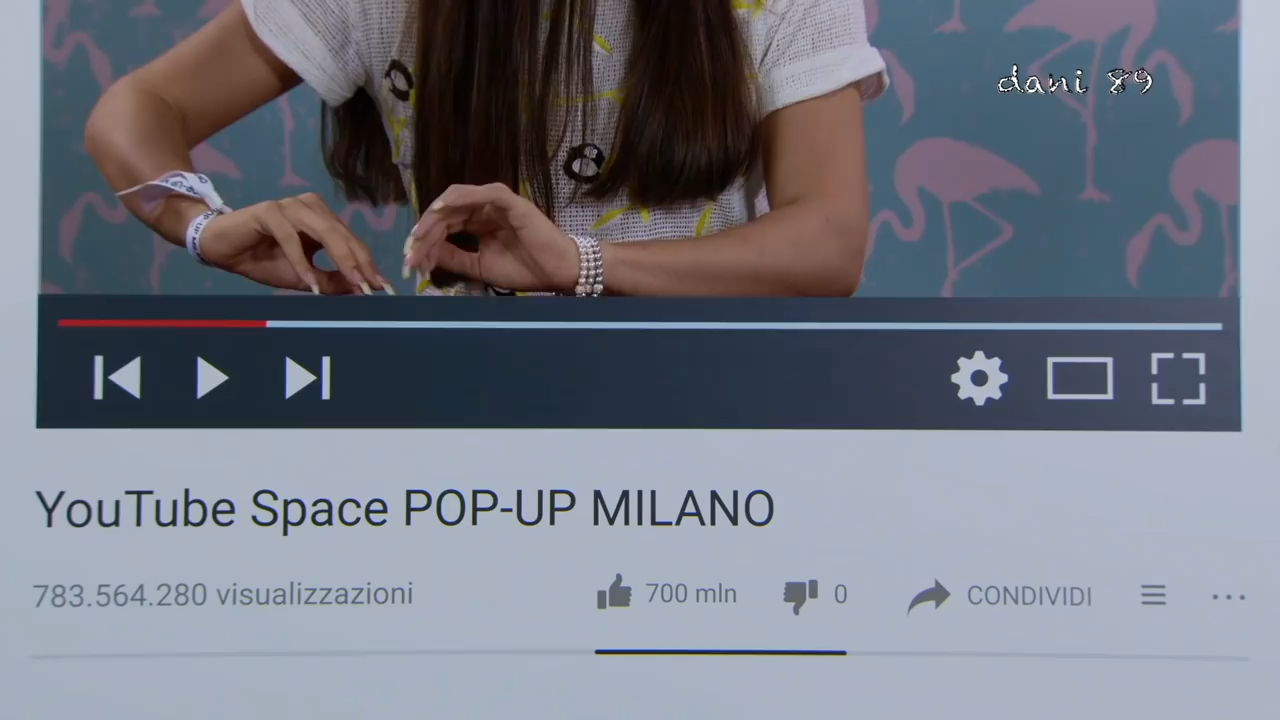 dani 89
YouTube Space POP-UP MILANO
783.564.280 visualizzazioni
700 mln
0
CONDIVIDI